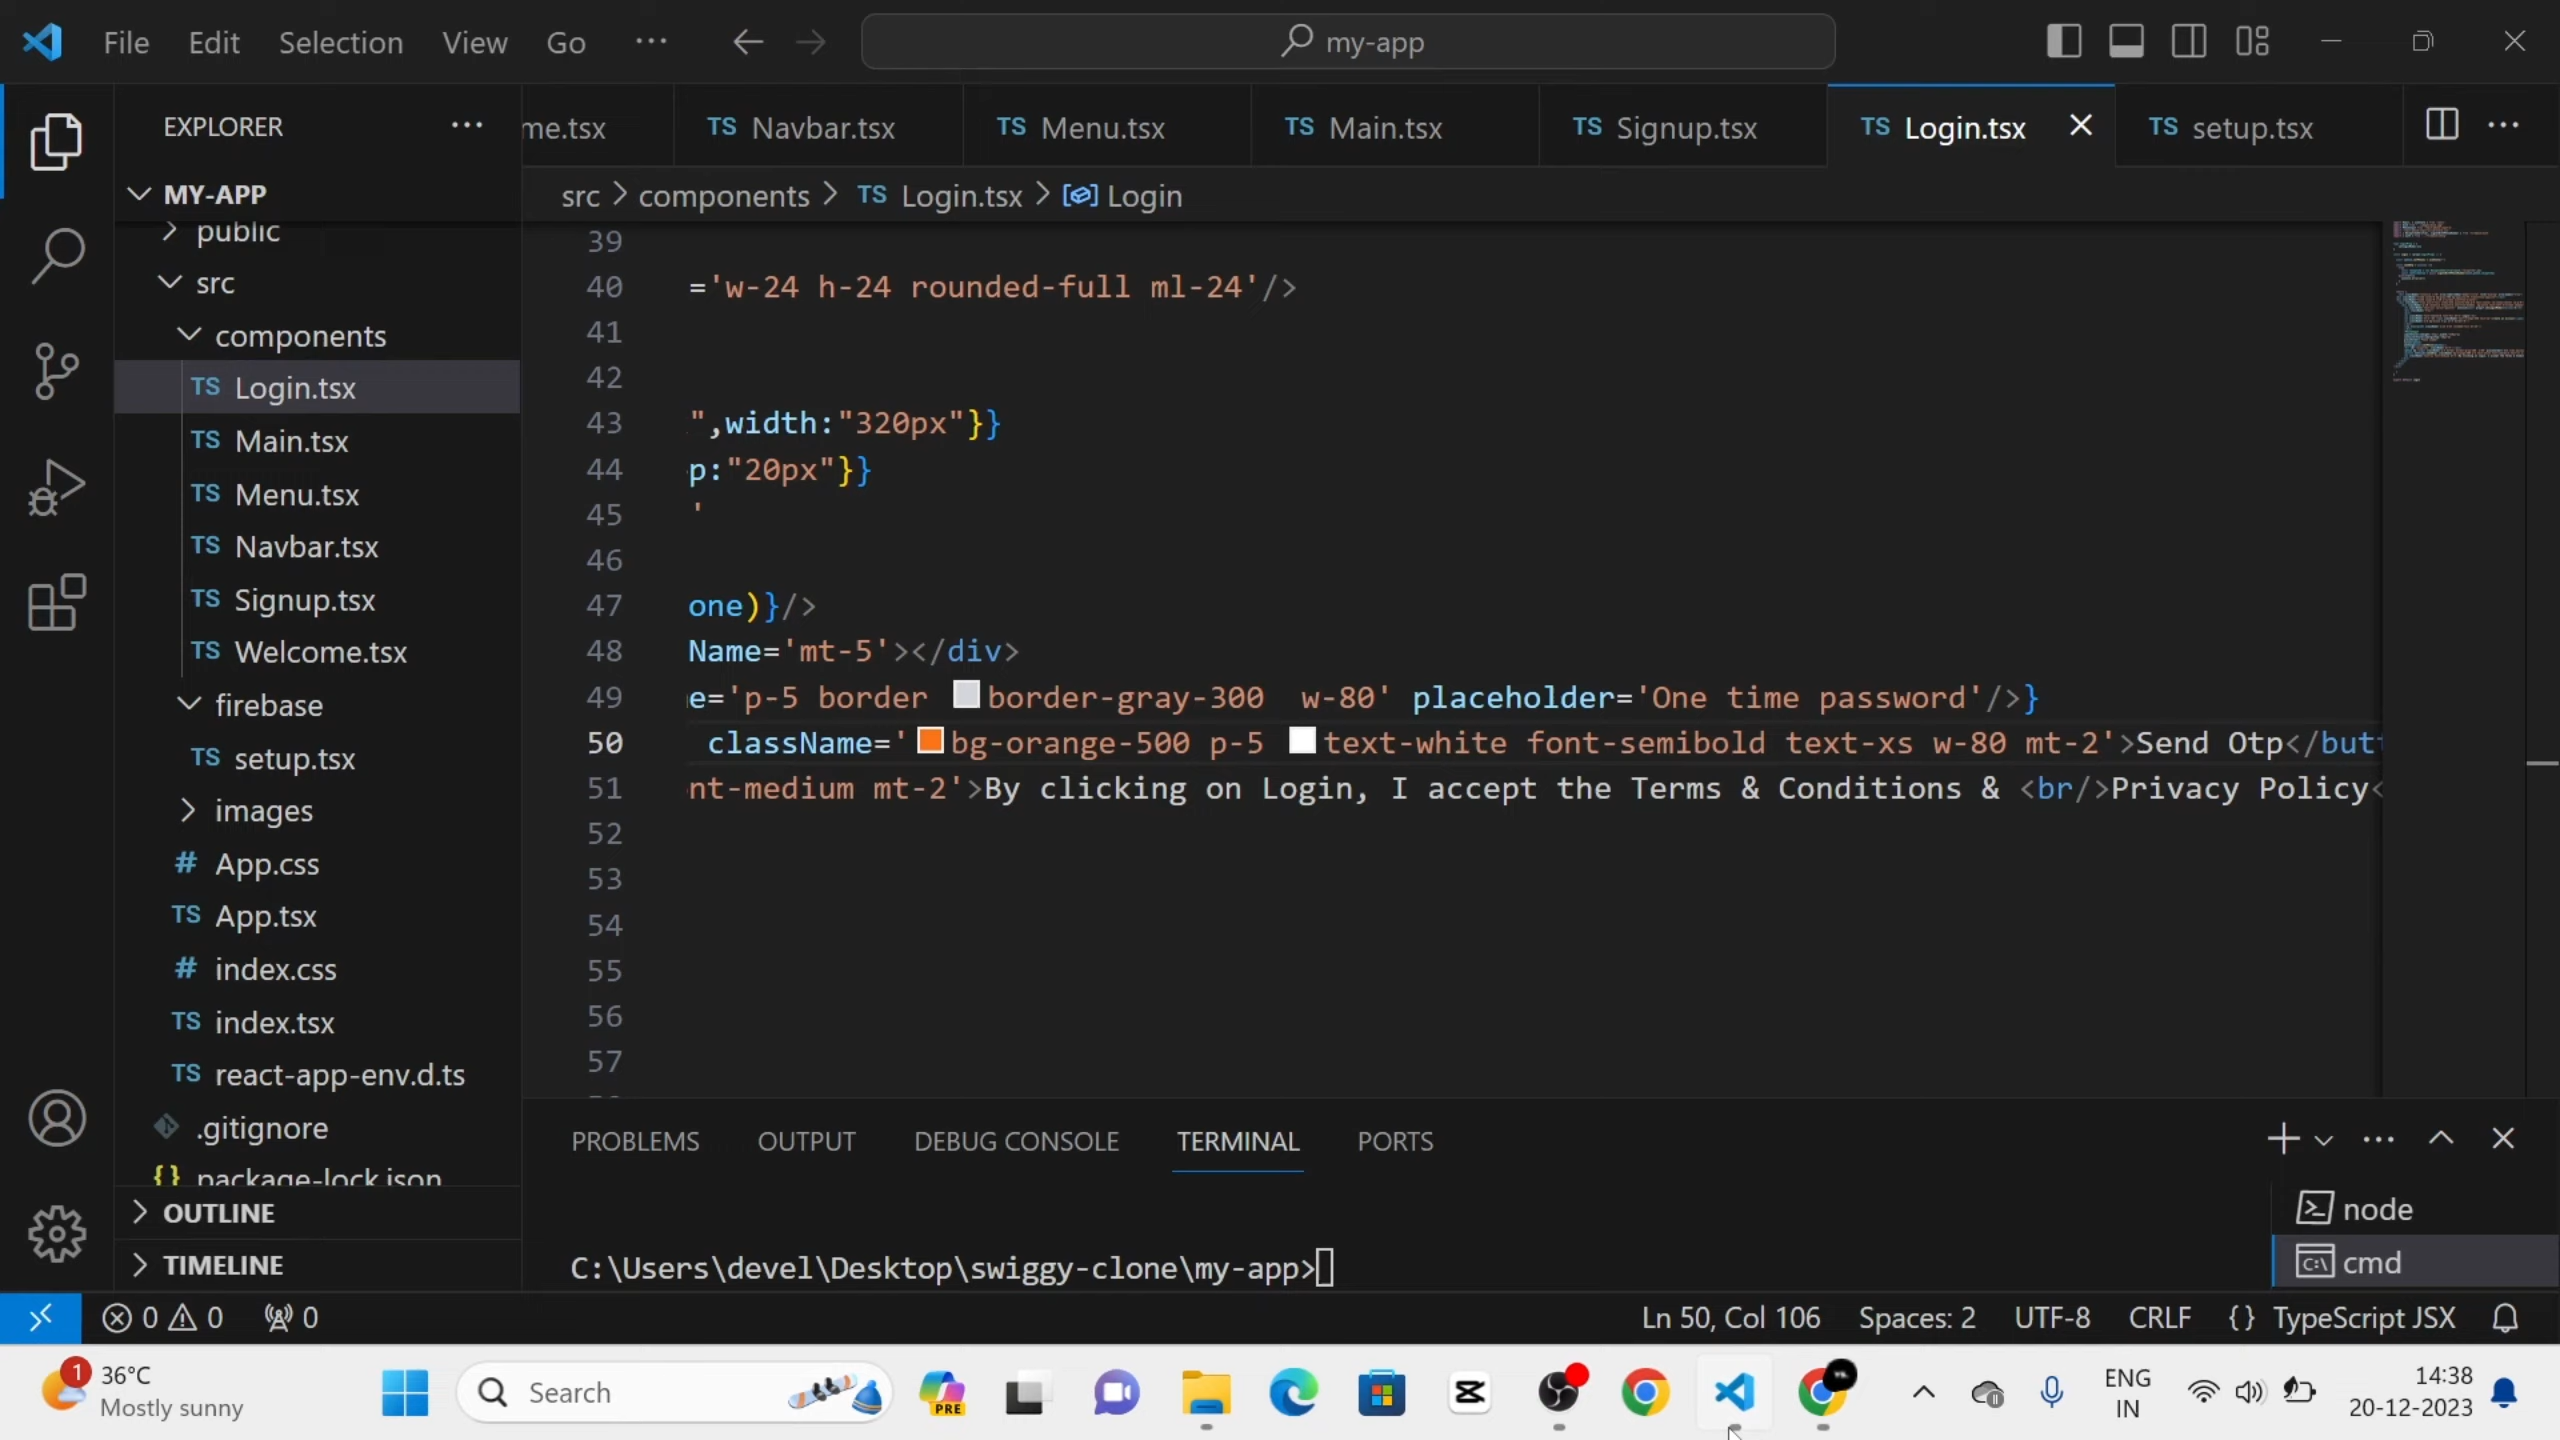 File Edit Selection View Go ··· my-app
EXPLORER ···
me.tsx TS Navbar.tsx TS Menu.tsx TS Main.tsx TS Signup.tsx TS Login.tsx TS setup.tsx ···
MY-APP
src > components > TS Login.tsx > Login
public
src
components
TS Login.tsx
TS Main.tsx
TS Menu.tsx
TS Navbar.tsx
TS Signup.tsx
TS Welcome.tsx
firebase
TS setup.tsx
images
# App.css
TS App.tsx
# index.css
TS index.tsx
TS react-app-env.d.ts
.gitignore
{} package-lock.json
OUTLINE
TIMELINE
39
40 ='w-24 h-24 rounded-full ml-24'/>
41
42
43 ",width:"320px"}}
44 p:"20px"}}
45 '
46
47 one)}/>
48 Name='mt-5'></div>
49 e='p-5 border border-gray-300  w-80' placeholder='One time password'/>}
50 className='bg-orange-500 p-5 text-white font-semibold text-xs w-80 mt-2'>Send Otp</butt
51 nt-medium mt-2'>By clicking on Login, I accept the Terms & Conditions & <br/>Privacy Policy<
52
53
54
55
56
57
PROBLEMS OUTPUT DEBUG CONSOLE TERMINAL PORTS
node
cmd
C:\Users\devel\Desktop\swiggy-clone\my-app>
0 0 0 Ln 50, Col 106 Spaces: 2 UTF-8 CRLF {} TypeScript JSX
1 36°C
Mostly sunny
Search
PRE
ENG
IN
14:38
20-12-2023